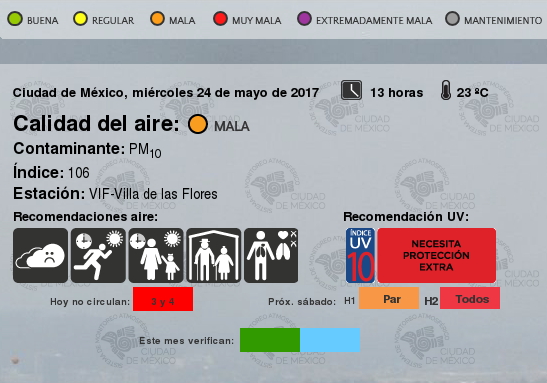 BUENA REGULAR MALA MUY MALA EXTREMADAMENTE MALA MANTENIMIENTO
Ciudad de México, miércoles 24 de mayo de 2017 13 horas 23 ºC
Calidad del aire: MALA
Contaminante: PM10
Índice: 106
Estación: VIF-Villa de las Flores
Recomendaciones aire: Recomendación UV:
ÍNDICE
UV
10
NECESITA
PROTECCIÓN
EXTRA
Hoy no circulan: 3 y 4 Próx. sábado: H1 Par H2 Todos
Este mes verifican:
CIUDAD
DE MÉXICO